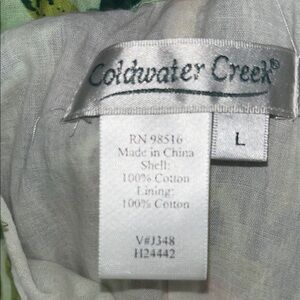 Coldwater Creek®
L
RN 98516
Made in China
Shell:
100% Cotton
Lining:
100% Cotton
V#J348
H24442